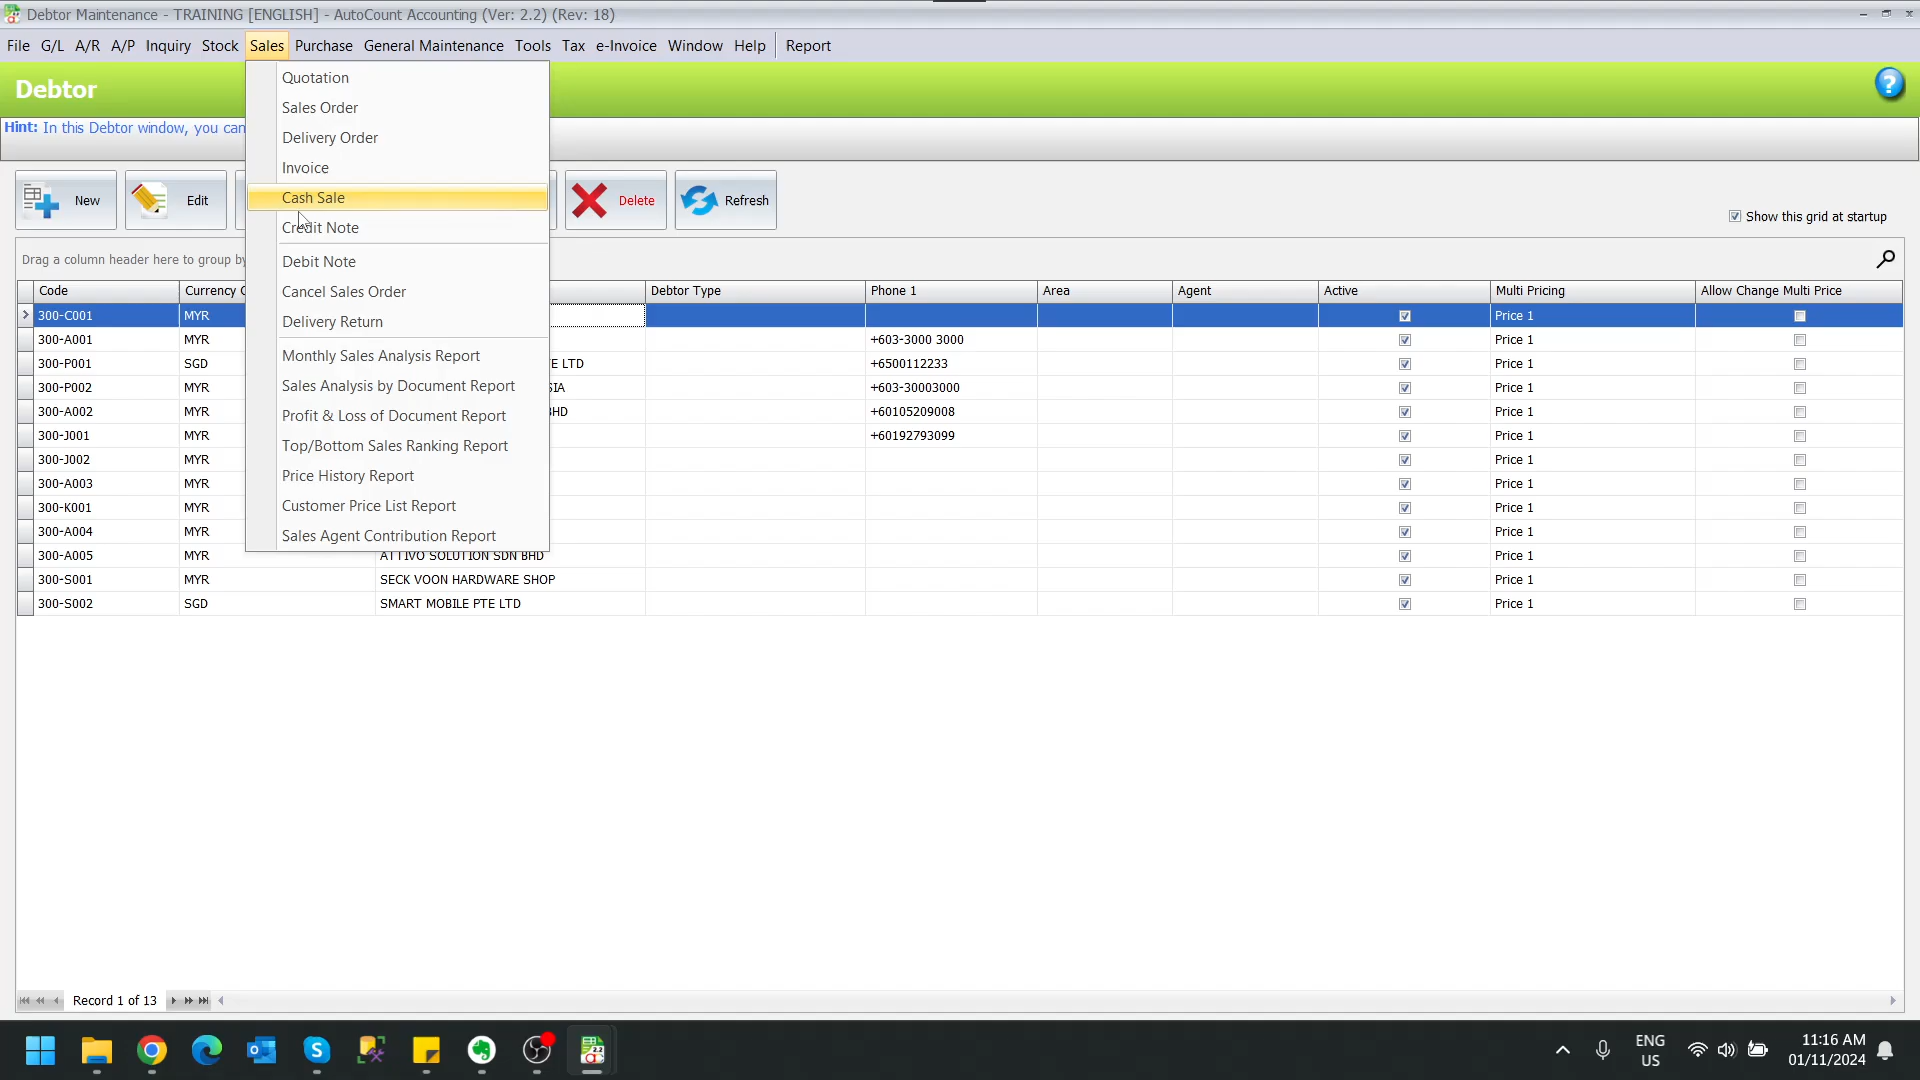 Debtor Maintenance - TRAINING [ENGLISH] - AutoCount Accounting (Ver: 2.2) (Rev: 18)
File G/L A/R A/P Inquiry Stock Sales Purchase General Maintenance Tools Tax e-Invoice Window Help Report
Debtor
Hint: In this Debtor window, you can
Quotation
Sales Order
Delivery Order
Invoice
Cash Sale
Credit Note
Debit Note
Cancel Sales Order
Delivery Return
Monthly Sales Analysis Report
Sales Analysis by Document Report
Profit & Loss of Document Report
Top/Bottom Sales Ranking Report
Price History Report
Customer Price List Report
Sales Agent Contribution Report
New Edit Delete Refresh
Show this grid at startup
Drag a column header here to group by
Code Currency Debtor Type Phone 1 Area Agent Active Multi Pricing Allow Change Multi Price
300-C001 MYR Price 1
300-A001 MYR +603-3000 3000 Price 1
300-P001 SGD LTD +6500112233 Price 1
300-P002 MYR +603-30003000 Price 1
300-A002 MYR BHD +60105209008 Price 1
300-J001 MYR +60192793099 Price 1
300-J002 MYR Price 1
300-A003 MYR Price 1
300-K001 MYR Price 1
300-A004 MYR Price 1
300-A005 MYR ATTIVO SOLUTION SDN BHD Price 1
300-S001 MYR SECK VOON HARDWARE SHOP Price 1
300-S002 SGD SMART MOBILE PTE LTD Price 1
Record 1 of 13
ENG
US
11:16 AM
01/11/2024